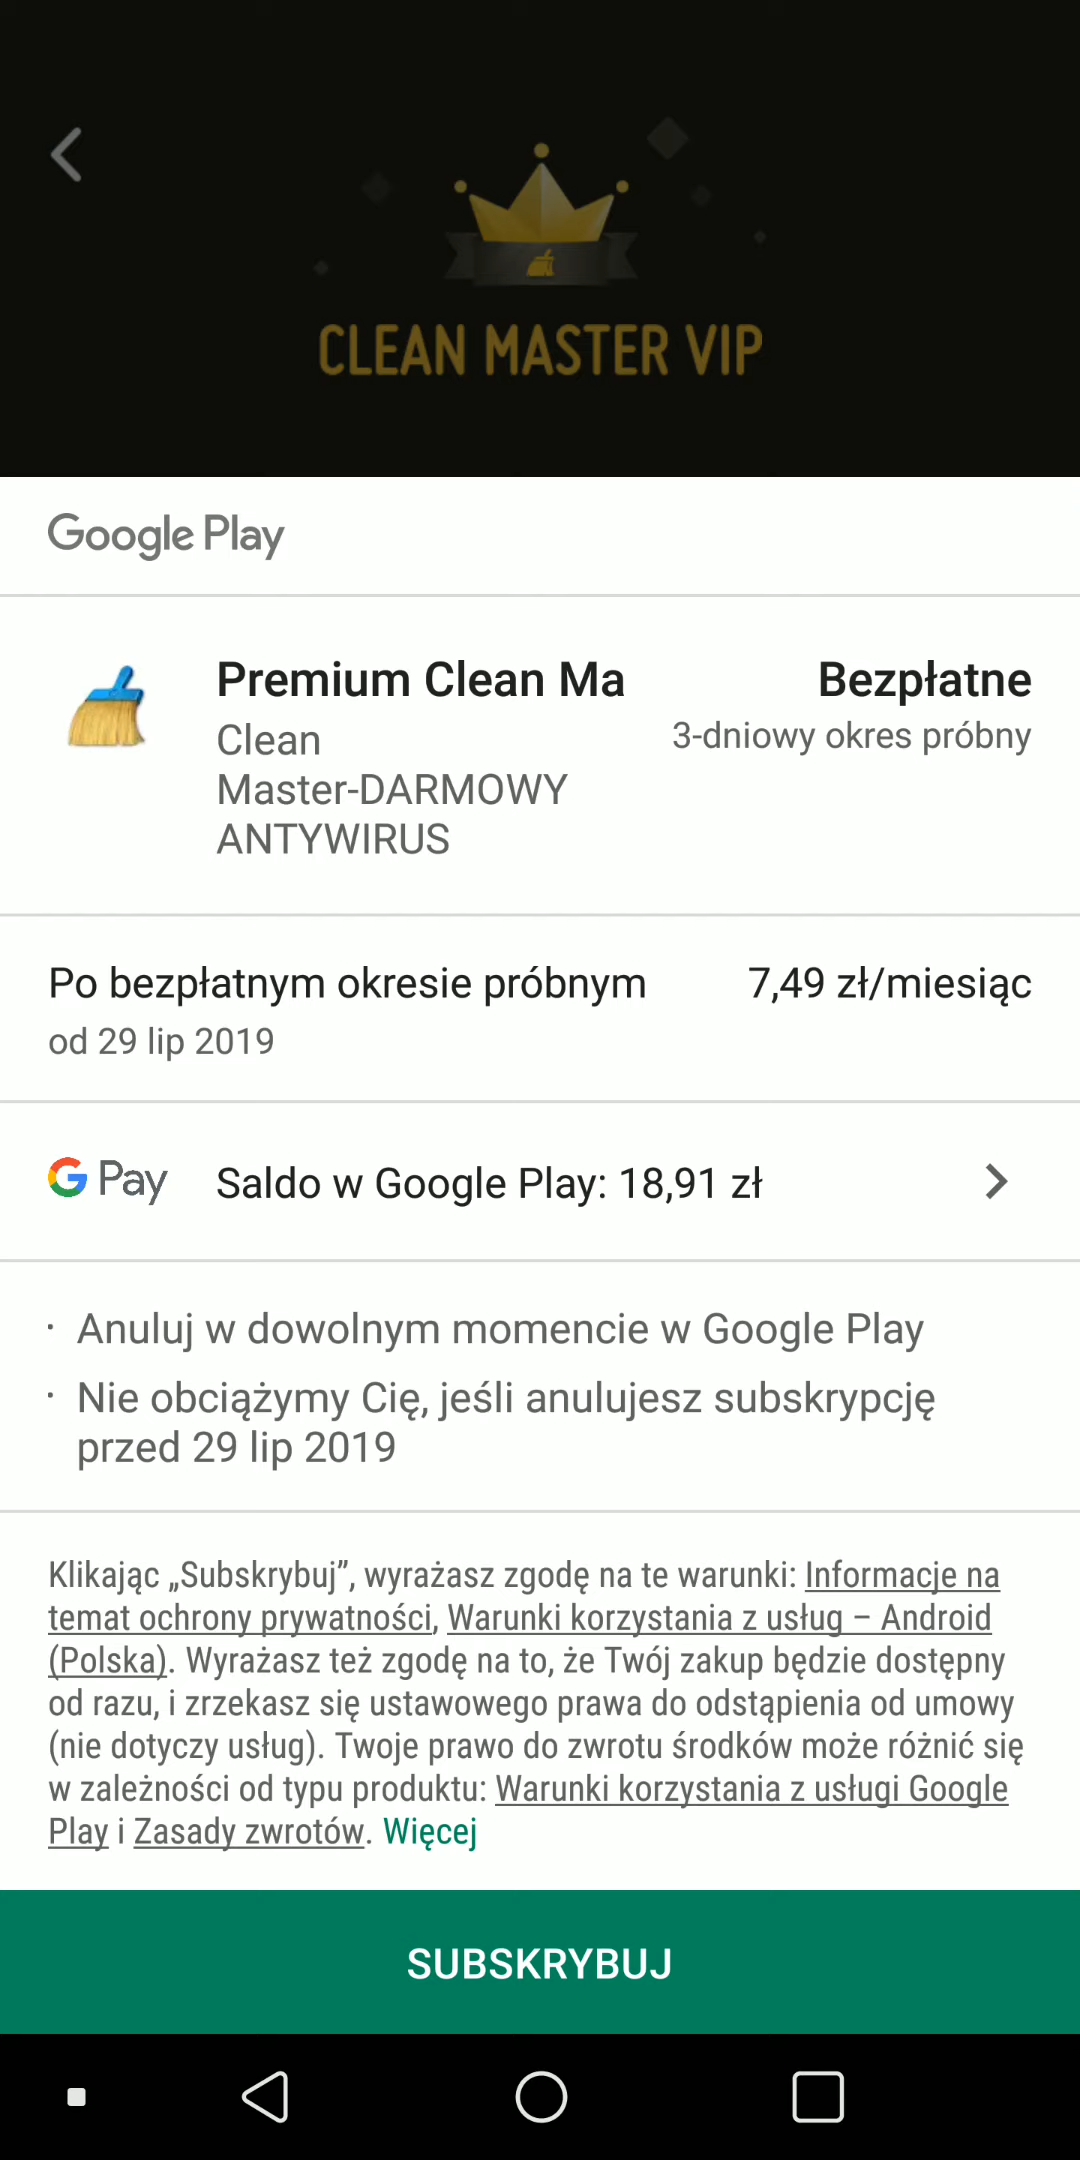 CLEAN MASTER VIP
Google Play
Premium Clean Ma
Bezpłatne
Clean
Master-DARMOWY
ANTYWIRUS
3-dniowy okres próbny
Po bezpłatnym okresie próbnym
7,49 zł/miesiąc
od 29 lip 2019
G Pay
Saldo w Google Play: 18,91 zł
· Anuluj w dowolnym momencie w Google Play
· Nie obciążymy Cię, jeśli anulujesz subskrypcję
przed 29 lip 2019
Klikając „Subskrybuj”, wyrażasz zgodę na te warunki: Informacje na
temat ochrony prywatności, Warunki korzystania z usług – Android
(Polska). Wyrażasz też zgodę na to, że Twój zakup będzie dostępny
od razu, i zrzekasz się ustawowego prawa do odstąpienia od umowy
(nie dotyczy usług). Twoje prawo do zwrotu środków może różnić się
w zależności od typu produktu: Warunki korzystania z usługi Google
Play i Zasady zwrotów. Więcej
SUBSKRYBUJ